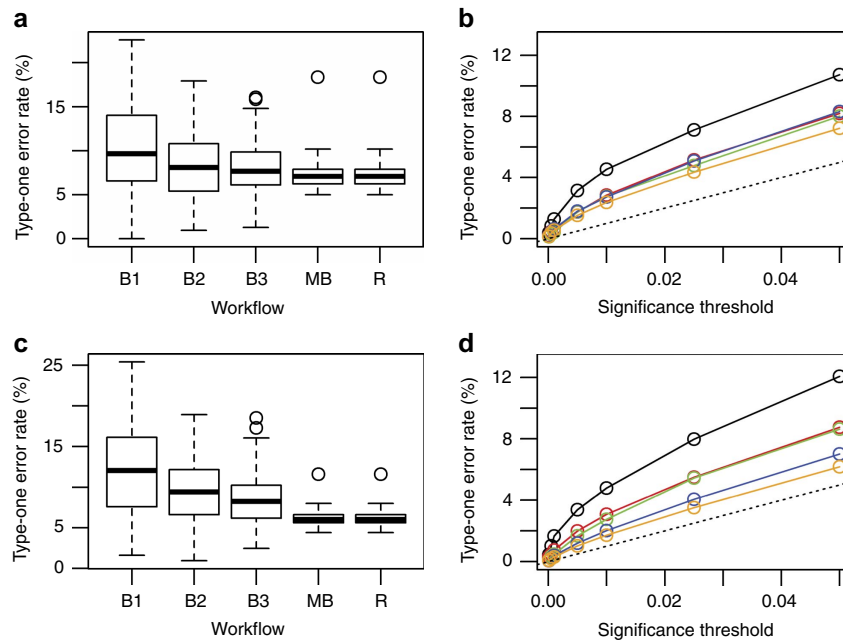 a
Type-one error rate (%)
15
5
0
B1 B2 B3 MB R
Workflow
b
Type-one error rate (%)
12
8
4
0
0.00 0.02 0.04
Significance threshold
c
Type-one error rate (%)
25
15
5
0
B1 B2 B3 MB R
Workflow
d
Type-one error rate (%)
12
8
4
0
0.00 0.02 0.04
Significance threshold